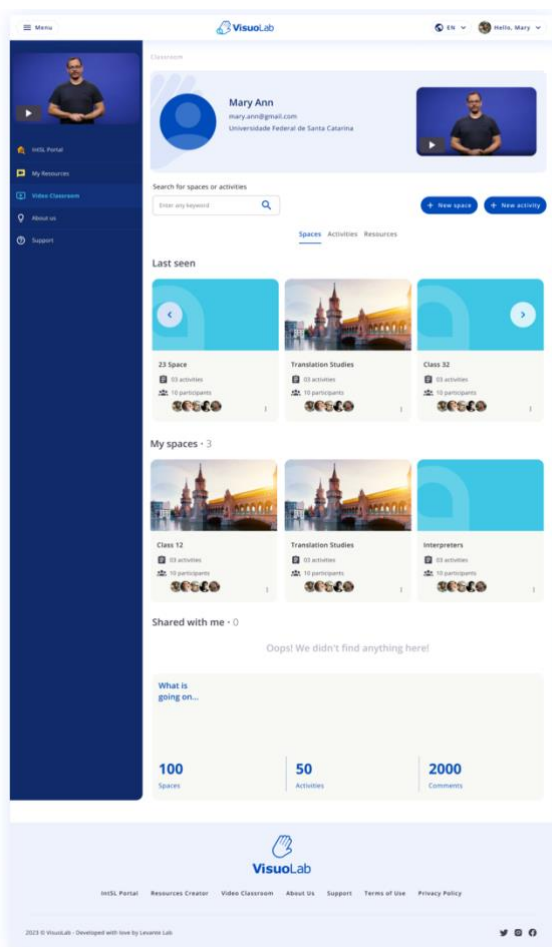 Menu
VisuoLab
EN
Hello, Mary
Classroom
Mary Ann
mary.ann@gmail.com
Universidade Federal de Santa Catarina
IntSL Portal
My Resources
Video Classroom
About us
Support
Search for spaces or activities
Enter any keyword
+ New space
+ New activity
Spaces Activities Resources
Last seen
23 Space
03 activities
10 participants
Translation Studies
03 activities
10 participants
Class 32
03 activities
10 participants
My spaces • 3
Class 12
03 activities
10 participants
Translation Studies
03 activities
10 participants
Interpreters
03 activities
10 participants
Shared with me • 0
Oops! We didn't find anything here!
What is
going on...
100
Spaces
50
Activities
2000
Comments
VisuoLab
IntSL Portal Resources Creator Video Classroom About Us Support Terms of Use Privacy Policy
2023 © VisuoLab - Developed with love by Levante Lab